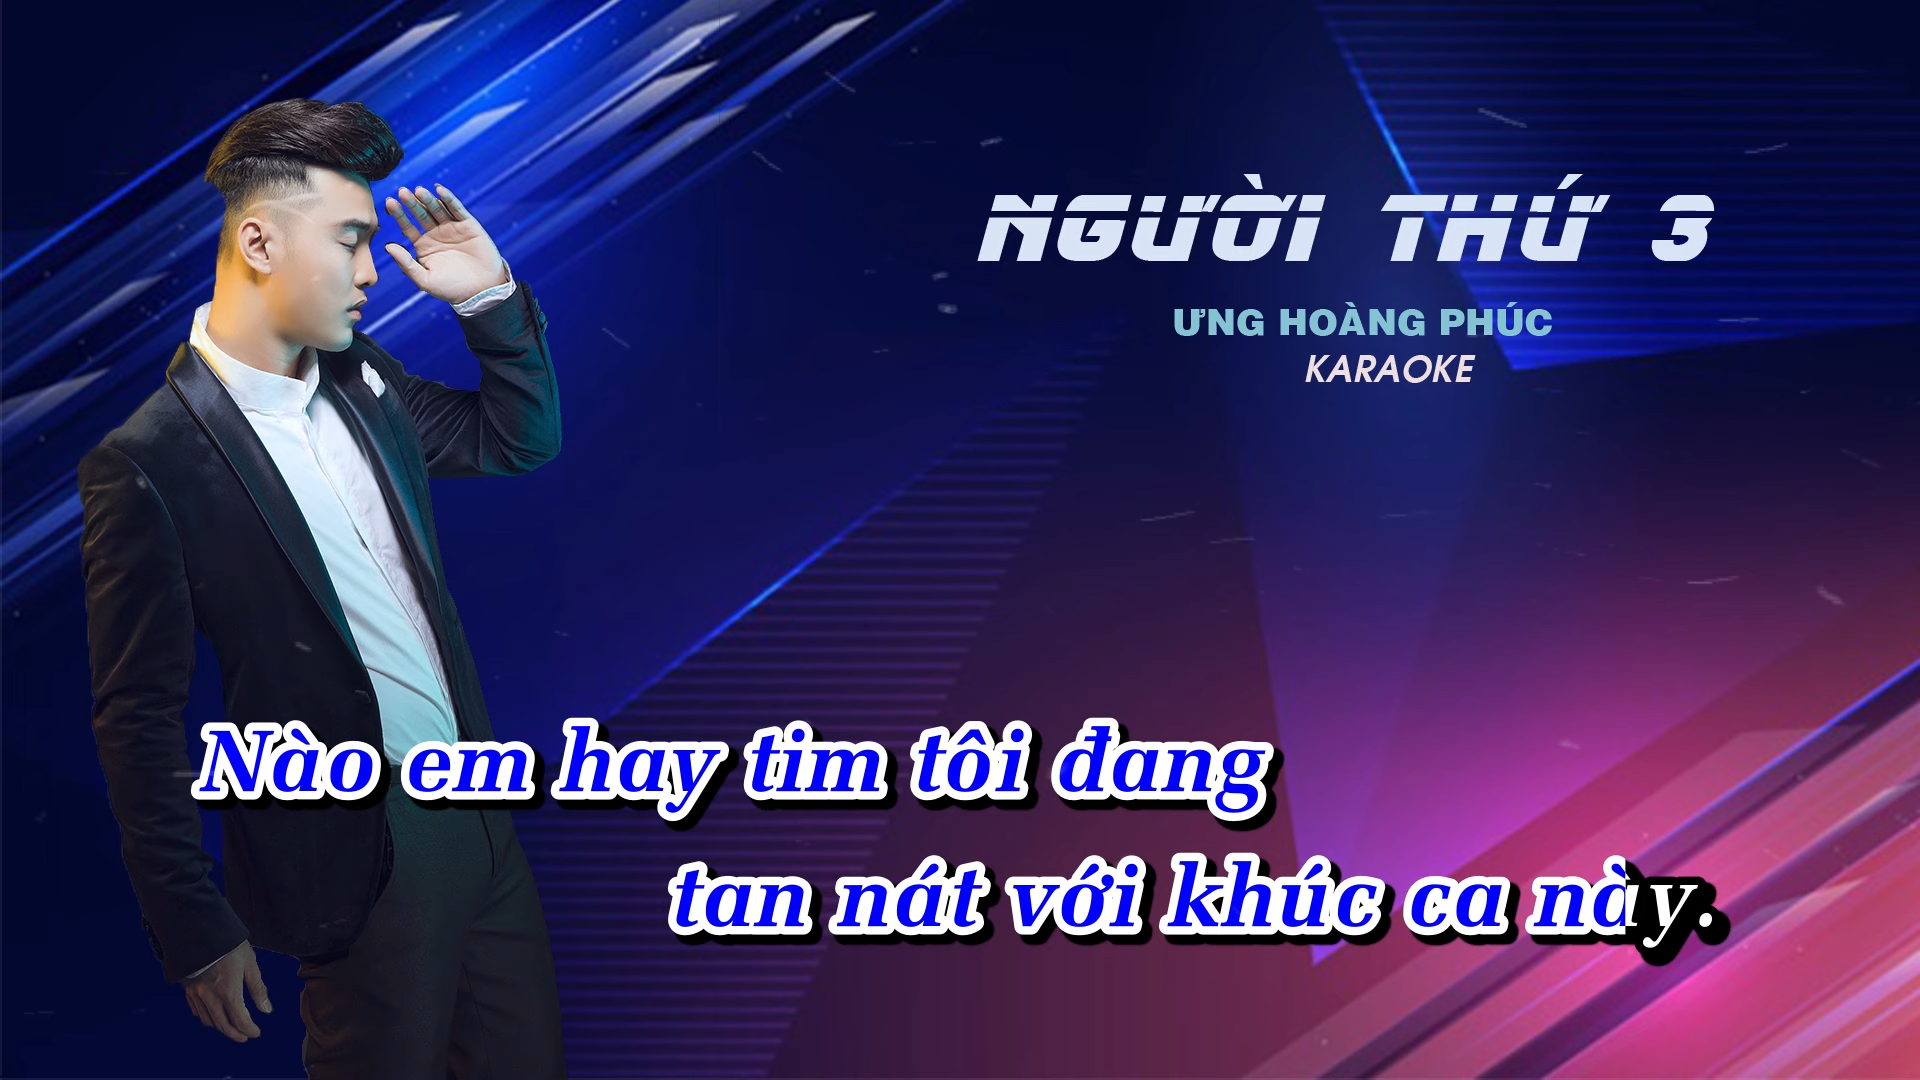 NGƯỜI THỨ 3
ƯNG HOÀNG PHÚC
KARAOKE
Nào em hay tim tôi đang
tan nát với khúc ca này.